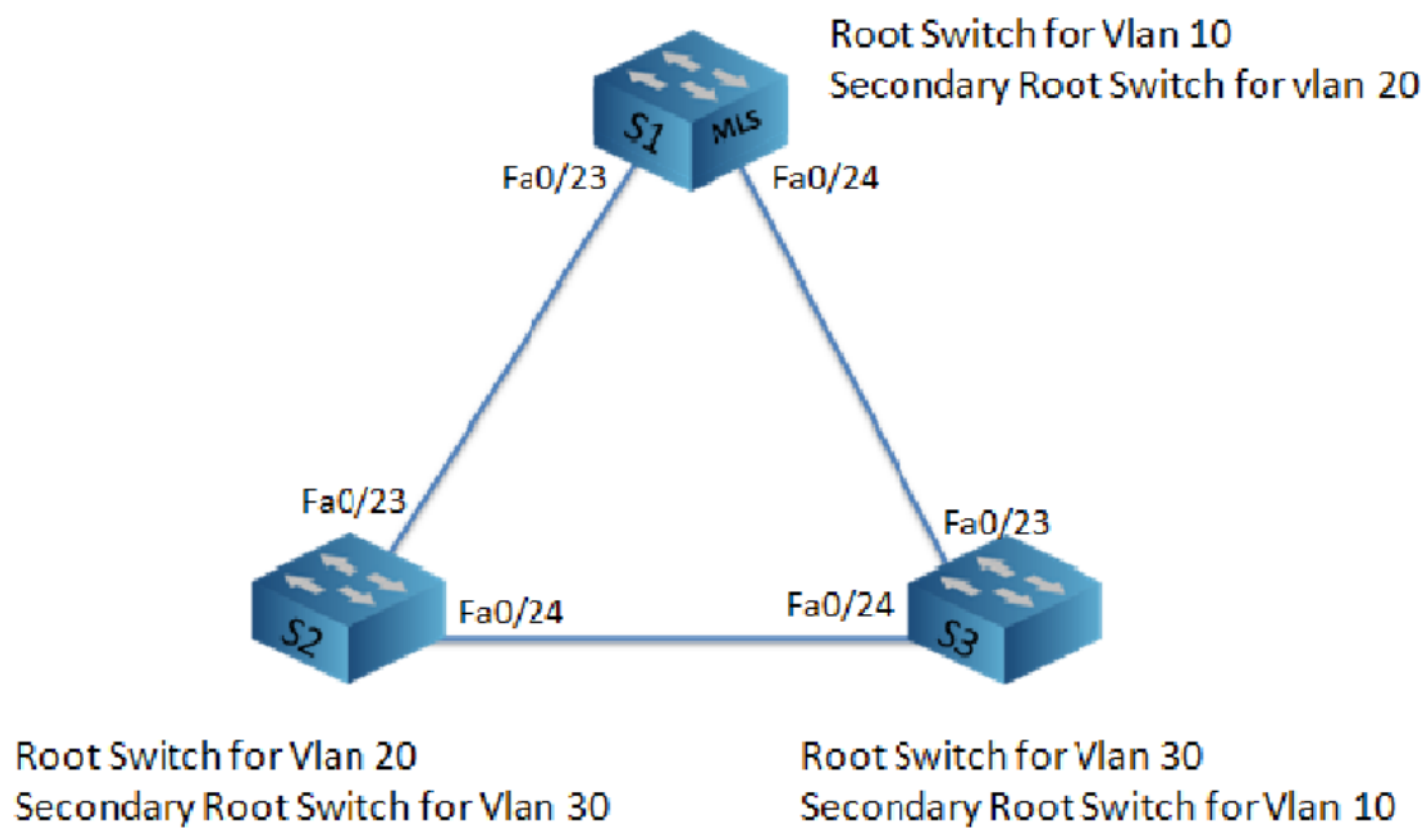 Root Switch for Vlan 10
Secondary Root Switch for vlan 20
S1
MLS
Fa0/23
Fa0/24
Fa0/23
Fa0/23
Fa0/24
Fa0/24
S2
S3
Root Switch for Vlan 20
Secondary Root Switch for Vlan 30
Root Switch for Vlan 30
Secondary Root Switch for Vlan 10